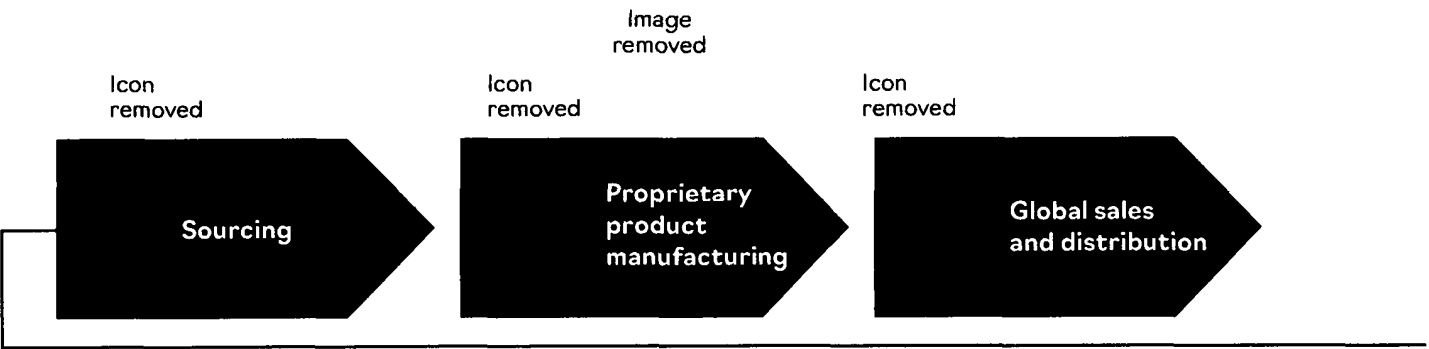 Image
removed
Icon
removed
Icon
removed
Icon
removed
Sourcing
Proprietary
product
manufacturing
Global sales
and distribution